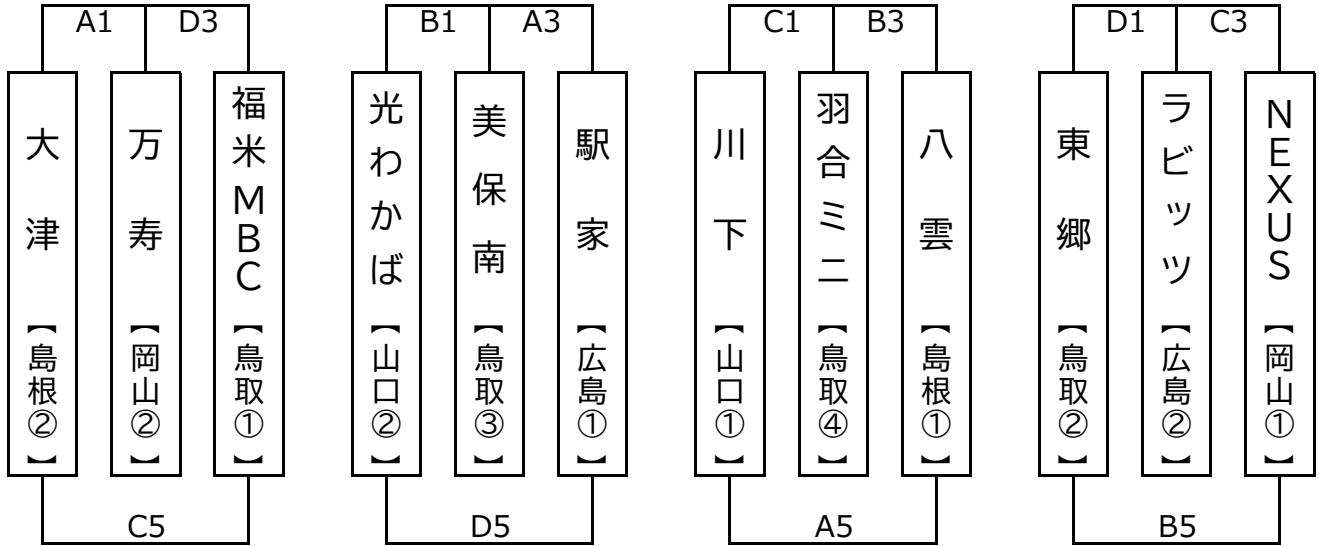 A1 D3 B1 A3 C1 B3 D1 C3
大津【島根②】
万寿【岡山②】
福米MBC【鳥取①】
光わかば【山口②】
美保南【鳥取③】
駅家【広島①】
川下【山口①】
羽合ミニ【鳥取④】
八雲【島根①】
東郷【鳥取②】
ラビッツ【広島②】
NEXUS【岡山①】
C5 D5 A5 B5